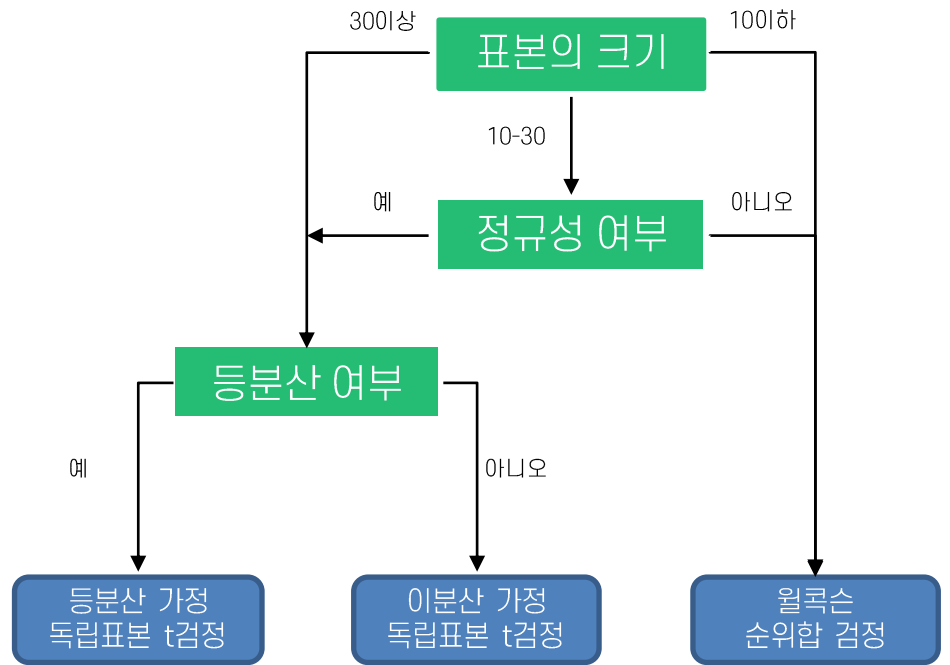 30이상
표본의 크기
10이하
10-30
예
정규성 여부
아니오
등분산 여부
예
아니오
등분산 가정
독립표본 t검정
이분산 가정
독립표본 t검정
윌콕슨
순위합 검정